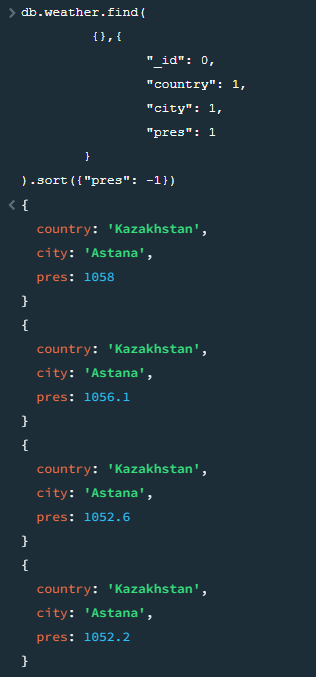 db.weather.find(
{},{
"_id": 0,
"country": 1,
"city": 1,
"pres": 1
}
).sort({"pres": -1})
{
country: 'Kazakhstan',
city: 'Astana',
pres: 1058
}
{
country: 'Kazakhstan',
city: 'Astana',
pres: 1056.1
}
{
country: 'Kazakhstan',
city: 'Astana',
pres: 1052.6
}
{
country: 'Kazakhstan',
city: 'Astana',
pres: 1052.2
}